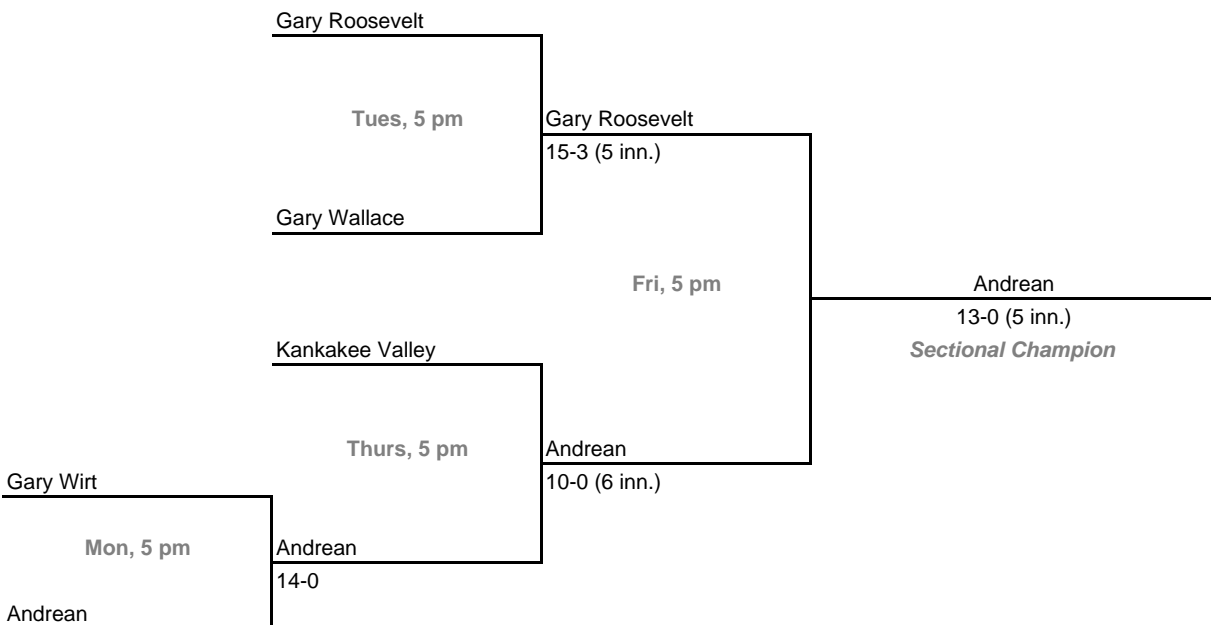 Gary Roosevelt
Tues, 5 pm
Gary Roosevelt
15-3 (5 inn.)
Gary Wallace
Fri, 5 pm
Andrean
13-0 (5 inn.)
Kankakee Valley
Sectional Champion
Thurs, 5 pm
Andrean
Gary Wirt
10-0 (6 inn.)
Mon, 5 pm
Andrean
14-0
Andrean